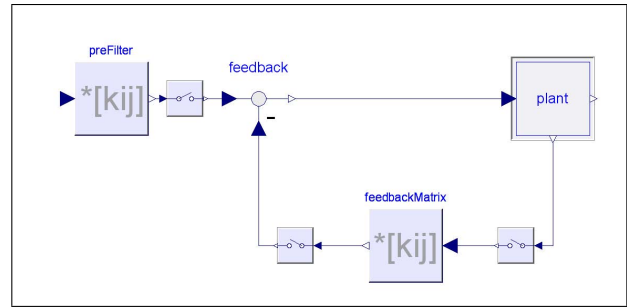 preFilter
*[kij]
feedback
-
plant
feedbackMatrix
*[kij]